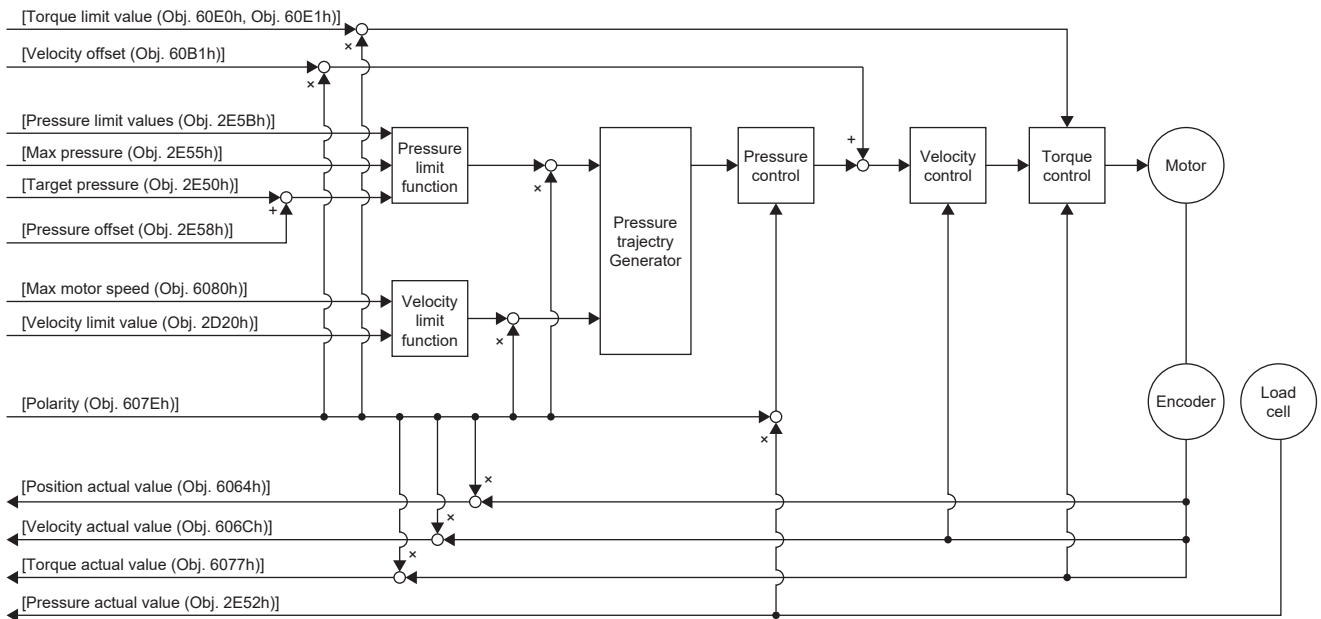 [Torque limit value (Obj. 60E0h, Obj. 60E1h)]
×
[Velocity offset (Obj. 60B1h)]
×
[Pressure limit values (Obj. 2E5Bh)]
[Max pressure (Obj. 2E55h)]
[Target pressure (Obj. 2E50h)]
+
[Pressure offset (Obj. 2E58h)]
Pressure
limit
function
×
Pressure
trajectry
Generator
Pressure
control
+
Velocity
control
Torque
control
Motor
[Max motor speed (Obj. 6080h)]
[Velocity limit value (Obj. 2D20h)]
Velocity
limit
function
×
[Polarity (Obj. 607Eh)]
×
Encoder
Load
cell
[Position actual value (Obj. 6064h)]
×
[Velocity actual value (Obj. 606Ch)]
×
[Torque actual value (Obj. 6077h)]
×
[Pressure actual value (Obj. 2E52h)]